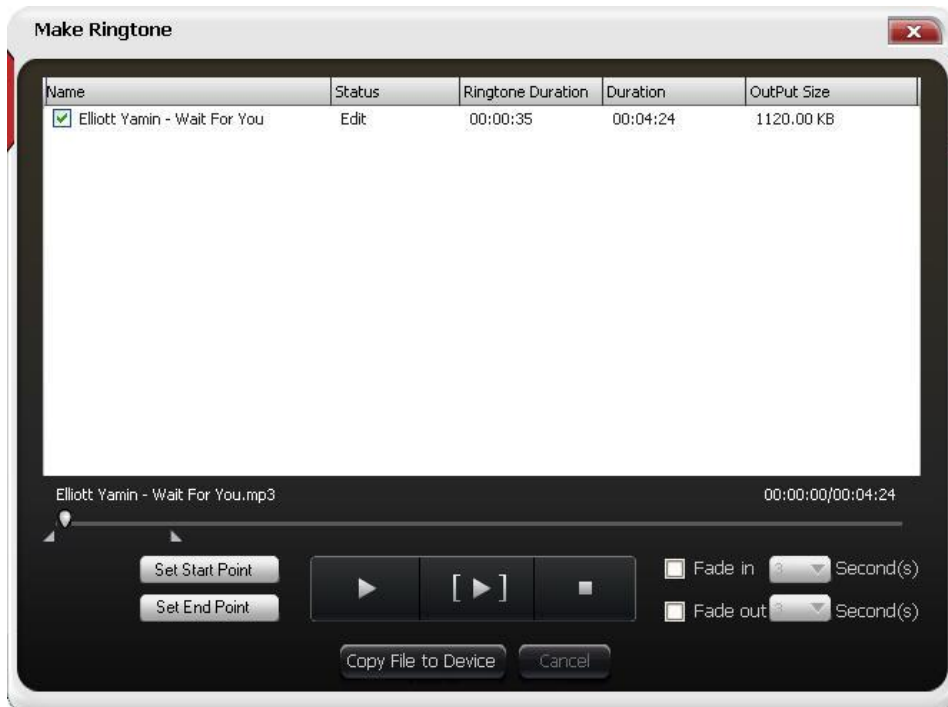 Make Ringtone
Name Status Ringtone Duration Duration OutPut Size
Elliott Yamin - Wait For You Edit 00:00:35 00:04:24 1120.00 KB
Elliott Yamin - Wait For You.mp3 00:00:00/00:04:24
Set Start Point Fade in 3 Second(s)
Set End Point Fade out 3 Second(s)
Copy File to Device Cancel